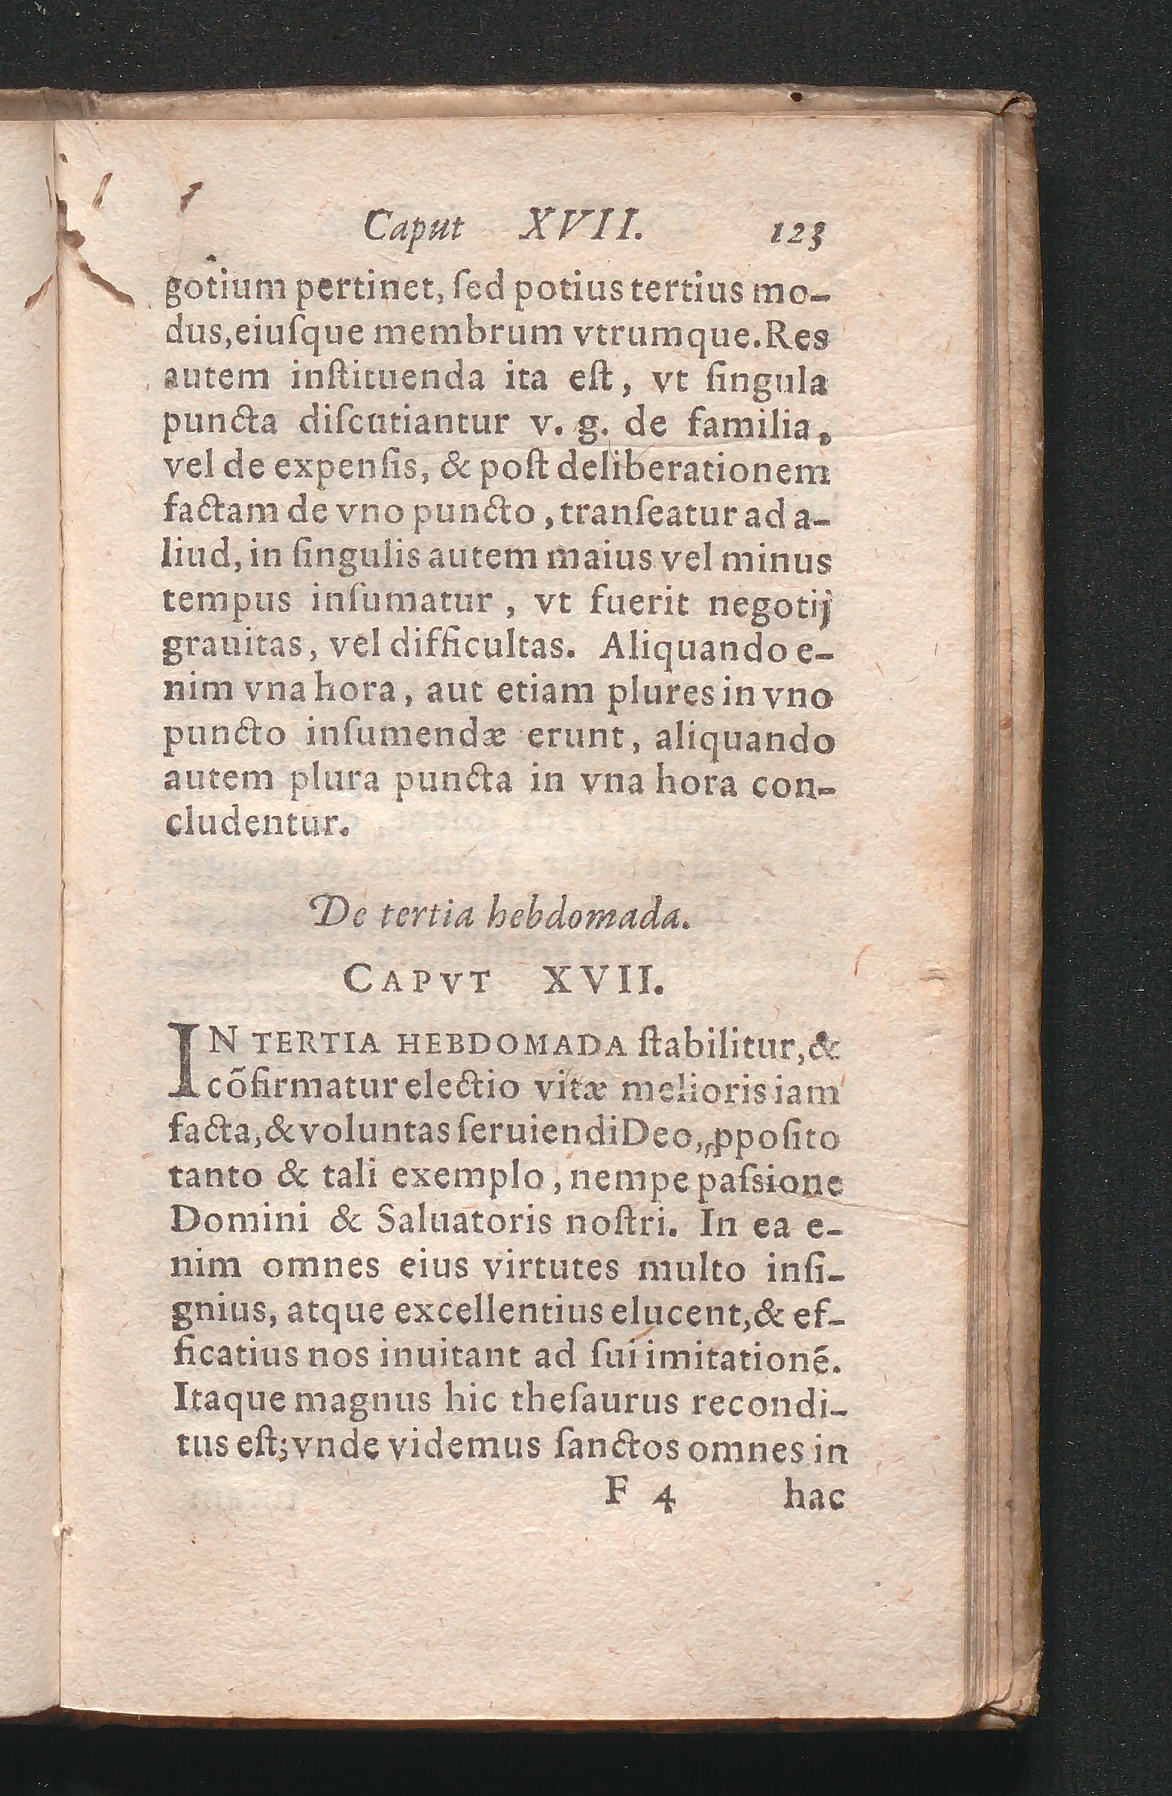 Caput XVII. 123
gotium pertinet, ſed potius tertius mo-
dus, eiuſque membrum vtrumque. Res
autem inſtituenda ita eſt, vt ſingula
puncta diſcutiantur v. g. de familia,
vel de expenſis, & poſt deliberationem
factam de vno puncto, tranſeatur ad a-
liud, in ſingulis autem maius vel minus
tempus inſumatur, vt fuerit negotij
grauitas, vel difficultas. Aliquando e-
nim vna hora, aut etiam plures in vno
puncto inſumendæ erunt, aliquando
autem plura puncta in vna hora con-
cludentur.
De tertia hebdomada.
CAPVT XVII.
IN TERTIA HEBDOMADA ſtabilitur, &
cõfirmatur electio vitæ melioris iam
facta, & voluntas ſeruiendi Deo, ꝓpoſito
tanto & tali exemplo, nempe paſsione
Domini & Saluatoris noſtri. In ea e-
nim omnes eius virtutes multo inſi-
gnius, atque excellentius elucent, & ef-
ficatius nos inuitant ad ſui imitationẽ.
Itaque magnus hic theſaurus recondi-
tus eſt; vnde videmus ſanctos omnes in
F 4 hac